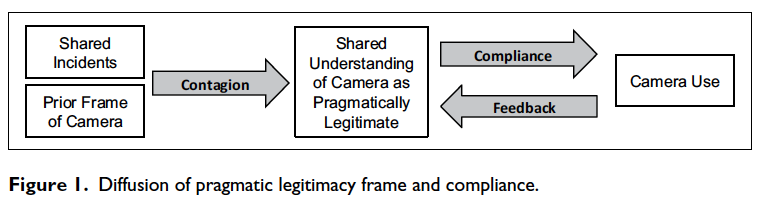 Shared
Incidents
Prior Frame
of Camera
Contagion
Shared
Understanding
of Camera as
Pragmatically
Legitimate
Compliance
Feedback
Camera Use
Figure 1. Diffusion of pragmatic legitimacy frame and compliance.